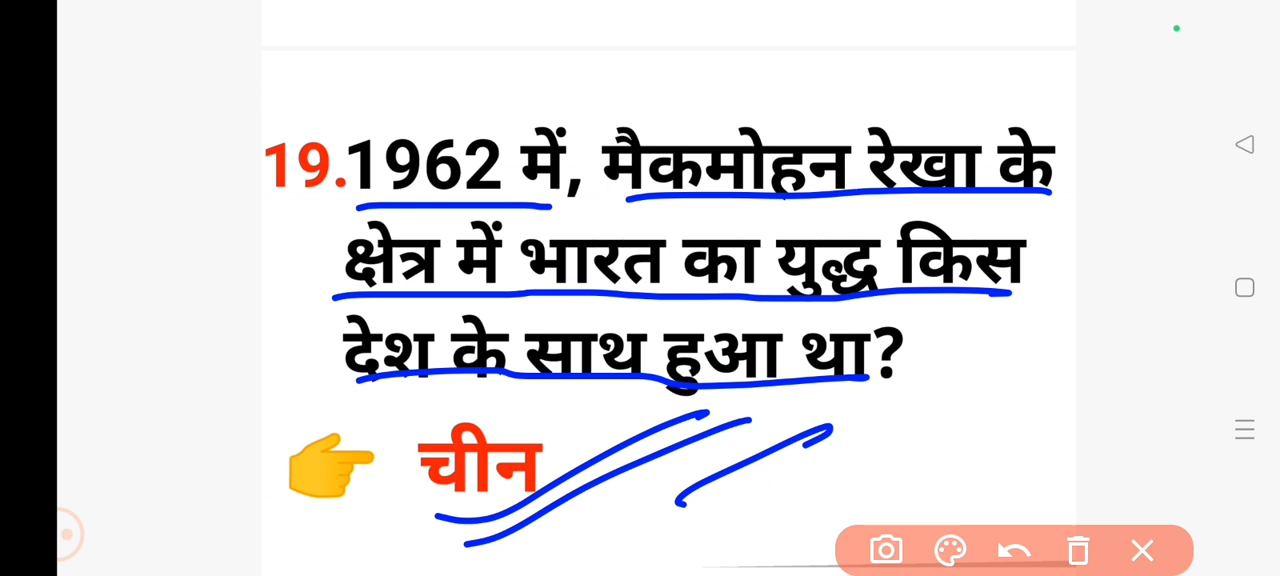 19.1962 में, मैकमोहन रेखा के
क्षेत्र में भारत का युद्ध किस
देश के साथ हुआ था?
👉 चीन